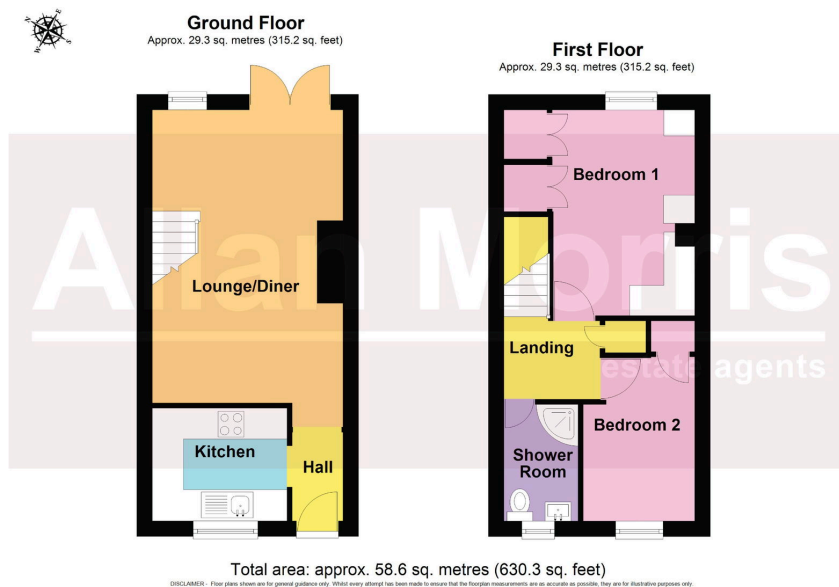 N
E
S
W
Ground Floor
Approx. 29.3 sq. metres (315.2 sq. feet)
First Floor
Approx. 29.3 sq. metres (315.2 sq. feet)
Allan Morris
estate agents
Lounge/Diner
Kitchen
Hall
Bedroom 1
Landing
Bedroom 2
Shower
Room
Total area: approx. 58.6 sq. metres (630.3 sq. feet)
DISCLAIMER - Floor plans shown are for general guidance only. Whilst every attempt has been made to ensure that the floorplan measurements are as accurate as possible, they are for illustrative purposes only.